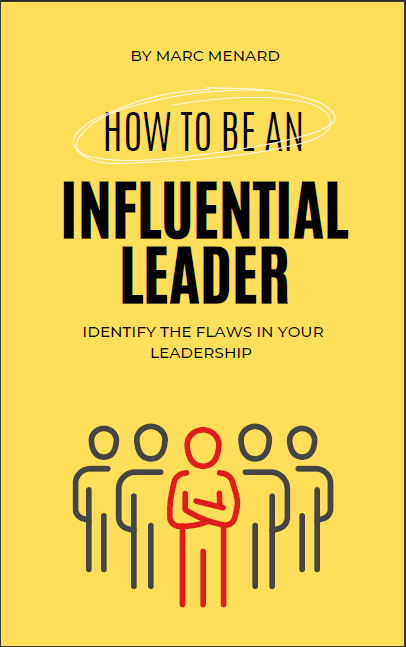 BY MARC MENARD
HOW TO BE AN
INFLUENTIAL
LEADER
IDENTIFY THE FLAWS IN YOUR
LEADERSHIP